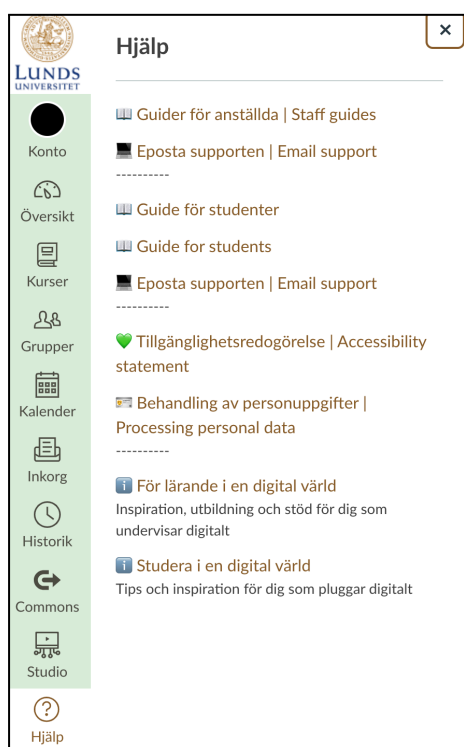 LUNDS
UNIVERSITET
Konto
Översikt
Kurser
Grupper
Kalender
Inkorg
Historik
Commons
Studio
Hjälp
×
Hjälp
Guider för anställda | Staff guides
Eposta supporten | Email support
----------
Guide för studenter
Guide for students
Eposta supporten | Email support
----------
Tillgänglighetsredogörelse | Accessibility
statement
Behandling av personuppgifter |
Processing personal data
----------
För lärande i en digital värld
Inspiration, utbildning och stöd för dig som
undervisar digitalt
Studera i en digital värld
Tips och inspiration för dig som pluggar digitalt